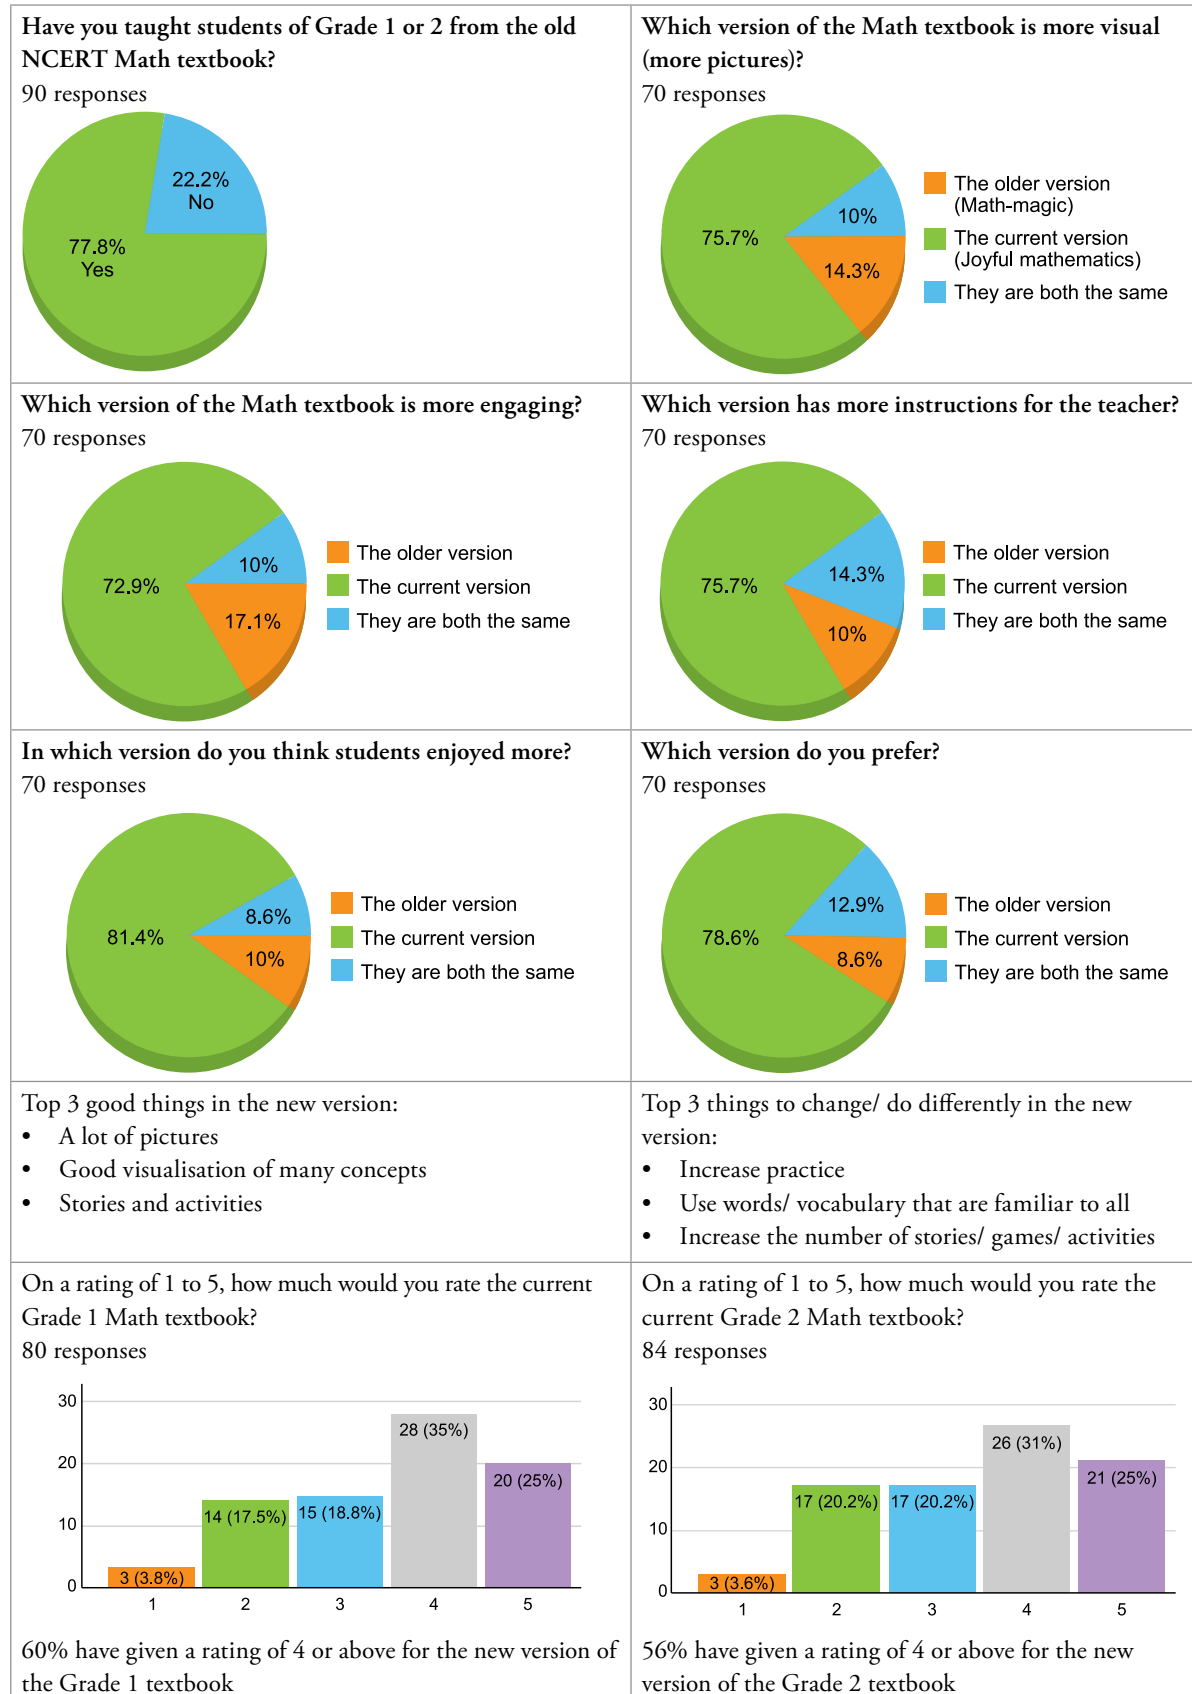 Have you taught students of Grade 1 or 2 from the old
NCERT Math textbook?
90 responses
22.2%
No
77.8%
Yes
Which version of the Math textbook is more visual
(more pictures)?
70 responses
75.7%
10%
14.3%
The older version
(Math-magic)
The current version
(Joyful mathematics)
They are both the same
Which version of the Math textbook is more engaging?
70 responses
72.9%
10%
17.1%
The older version
The current version
They are both the same
Which version has more instructions for the teacher?
70 responses
75.7%
14.3%
10%
The older version
The current version
They are both the same
In which version do you think students enjoyed more?
70 responses
81.4%
8.6%
10%
The older version
The current version
They are both the same
Which version do you prefer?
70 responses
78.6%
12.9%
8.6%
The older version
The current version
They are both the same
Top 3 good things in the new version:
• A lot of pictures
• Good visualisation of many concepts
• Stories and activities
Top 3 things to change/ do differently in the new
version:
• Increase practice
• Use words/ vocabulary that are familiar to all
• Increase the number of stories/ games/ activities
On a rating of 1 to 5, how much would you rate the current
Grade 1 Math textbook?
80 responses
30
20
10
0
3 (3.8%)
14 (17.5%)
15 (18.8%)
28 (35%)
20 (25%)
1 2 3 4 5
60% have given a rating of 4 or above for the new version of
the Grade 1 textbook
On a rating of 1 to 5, how much would you rate the
current Grade 2 Math textbook?
84 responses
30
20
10
0
3 (3.6%)
17 (20.2%)
17 (20.2%)
26 (31%)
21 (25%)
1 2 3 4 5
56% have given a rating of 4 or above for the new
version of the Grade 2 textbook